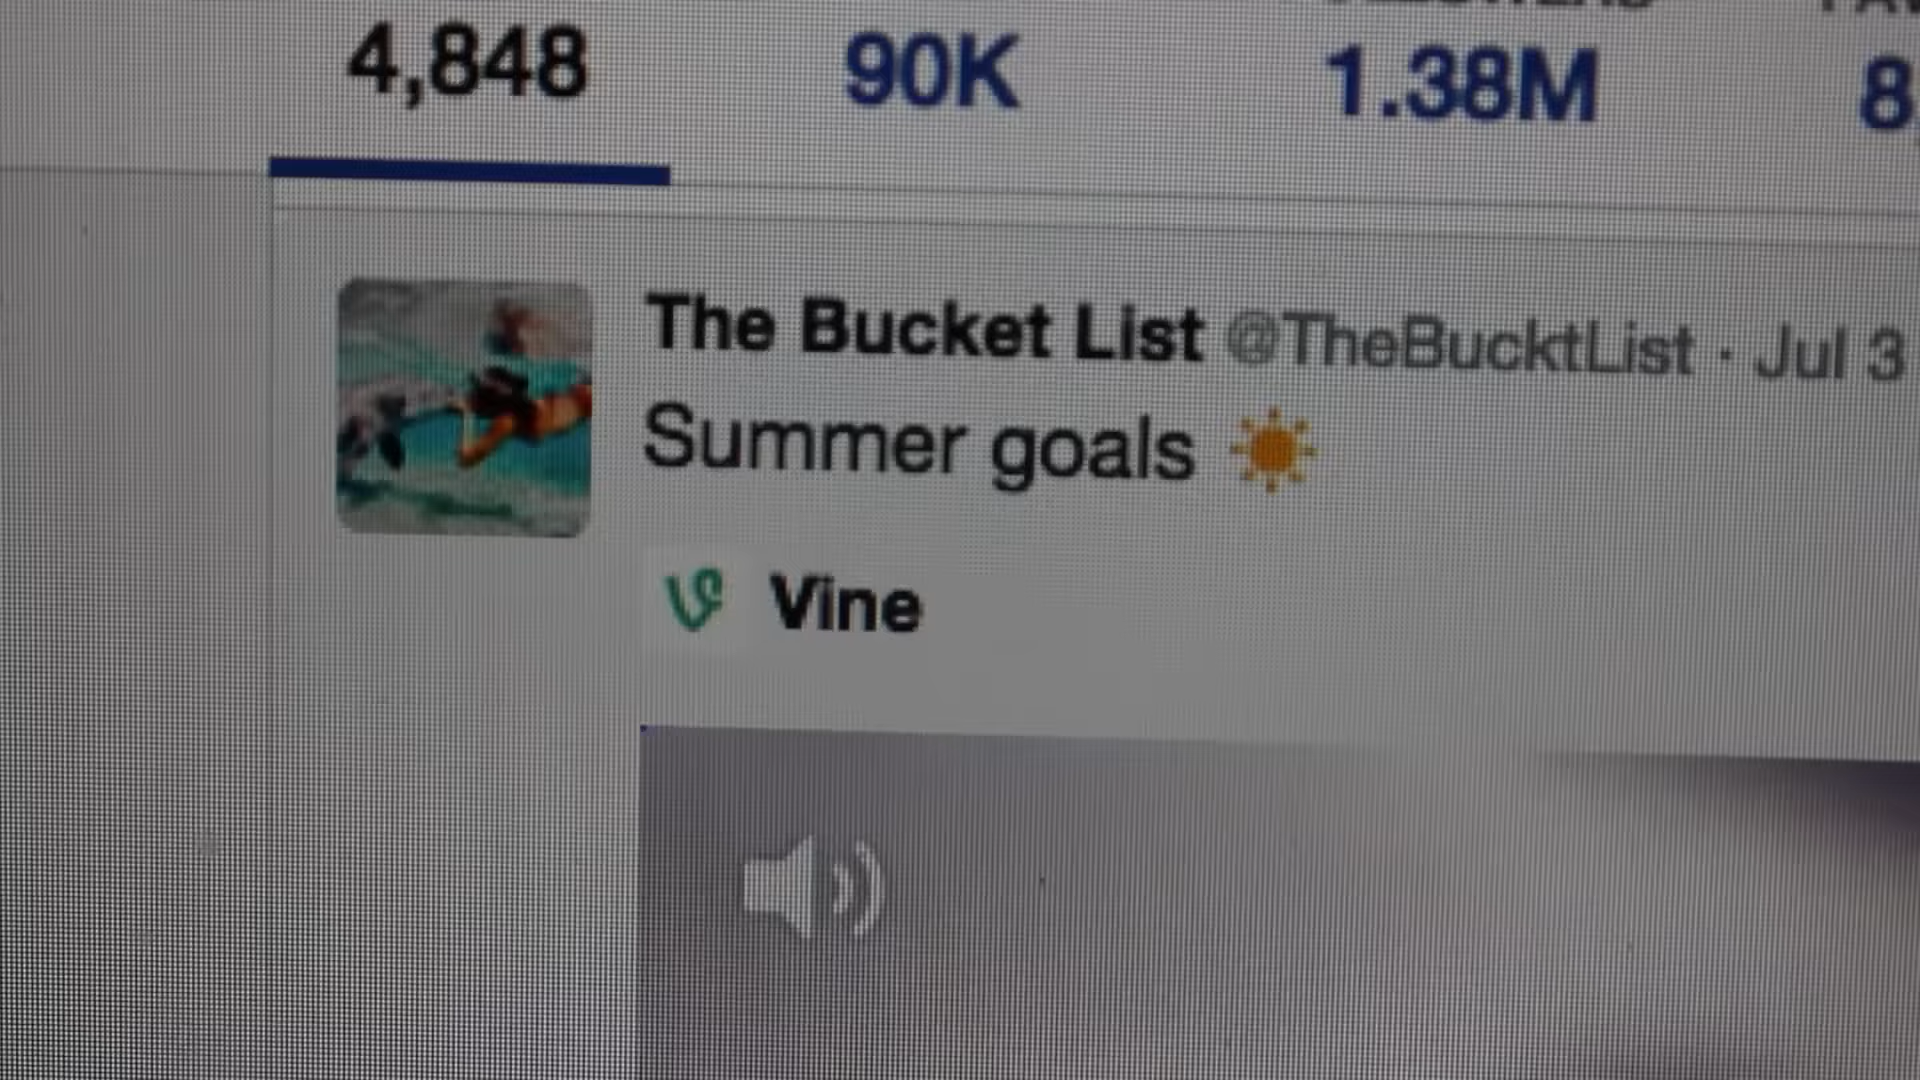 4,848 90K 1.38M 8
The Bucket List @TheBucktList · Jul 3
Summer goals ☀
Vine